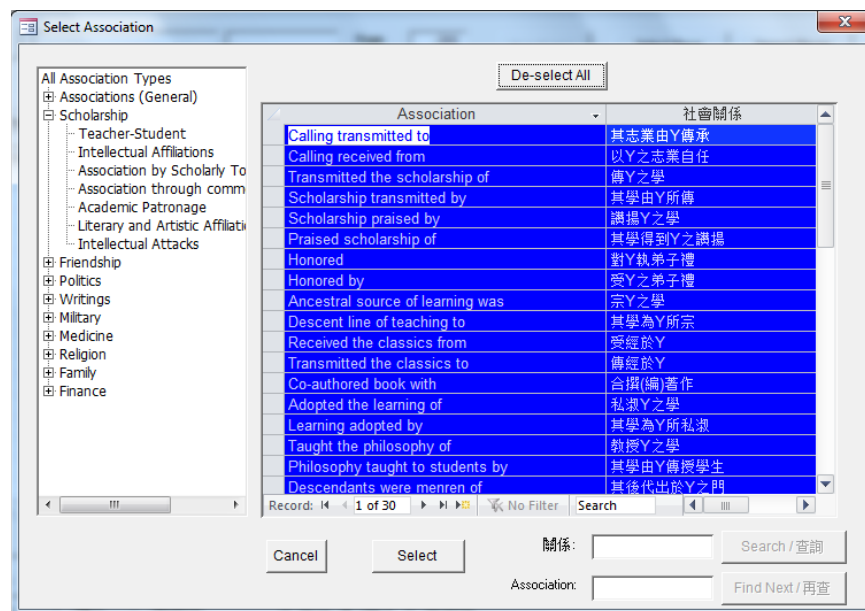 Select Association
De-select All
All Association Types
Associations (General)
Scholarship
Teacher-Student
Intellectual Affiliations
Association by Scholarly To
Association through comm
Academic Patronage
Literary and Artistic Affiliati
Intellectual Attacks
Friendship
Politics
Writings
Military
Medicine
Religion
Family
Finance
Association 社會關係
Calling transmitted to 其志業由Y傳承
Calling received from 以Y之志業自任
Transmitted the scholarship of 傳Y之學
Scholarship transmitted by 其學由Y所傳
Scholarship praised by 讚揚Y之學
Praised scholarship of 其學得到Y之讚揚
Honored 對Y執弟子禮
Honored by 受Y之弟子禮
Ancestral source of learning was 宗Y之學
Descent line of teaching to 其學為Y所宗
Received the classics from 受經於Y
Transmitted the classics to 傳經於Y
Co-authored book with 合撰(編)著作
Adopted the learning of 私淑Y之學
Learning adopted by 其學為Y所私淑
Taught the philosophy of 教授Y之學
Philosophy taught to students by 其學由Y傳授學生
Descendants were menren of 其後代出於Y之門
Record: 1 of 30 No Filter Search
Cancel
Select
關係:
Search / 查詢
Association:
Find Next / 再查